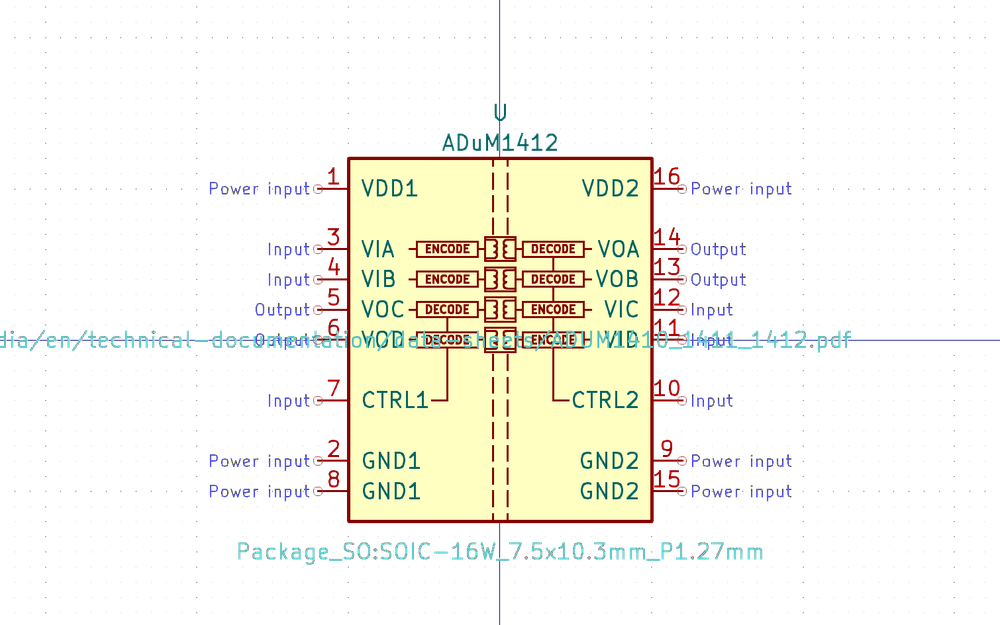 U
ADuM1412
Power input 1 VDD1 VDD2 16 Power input
Input 3 VIA ENCODE DECODE VOA 14 Output
Input 4 VIB ENCODE DECODE VOB 13 Output
Output 5 VOC DECODE ENCODE VIC 12 Input
Output 6 VOD DECODE ENCODE VID 11 Input
dia/en/technical-documentation/data-sheets/ADUM1410_1411_1412.pdf
Input 7 CTRL1 CTRL2 10 Input
Power input 2 GND1 GND2 9 Power input
Power input 8 GND1 GND2 15 Power input
Package_SO:SOIC-16W_7.5x10.3mm_P1.27mm